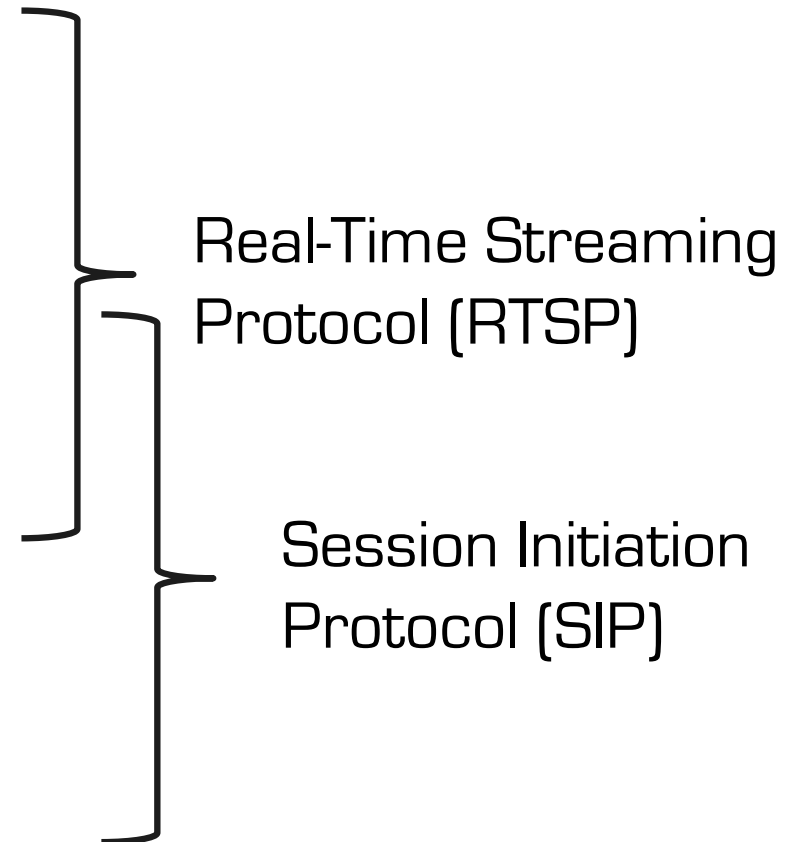 Real-Time Streaming
Protocol (RTSP)
Session Initiation
Protocol (SIP)